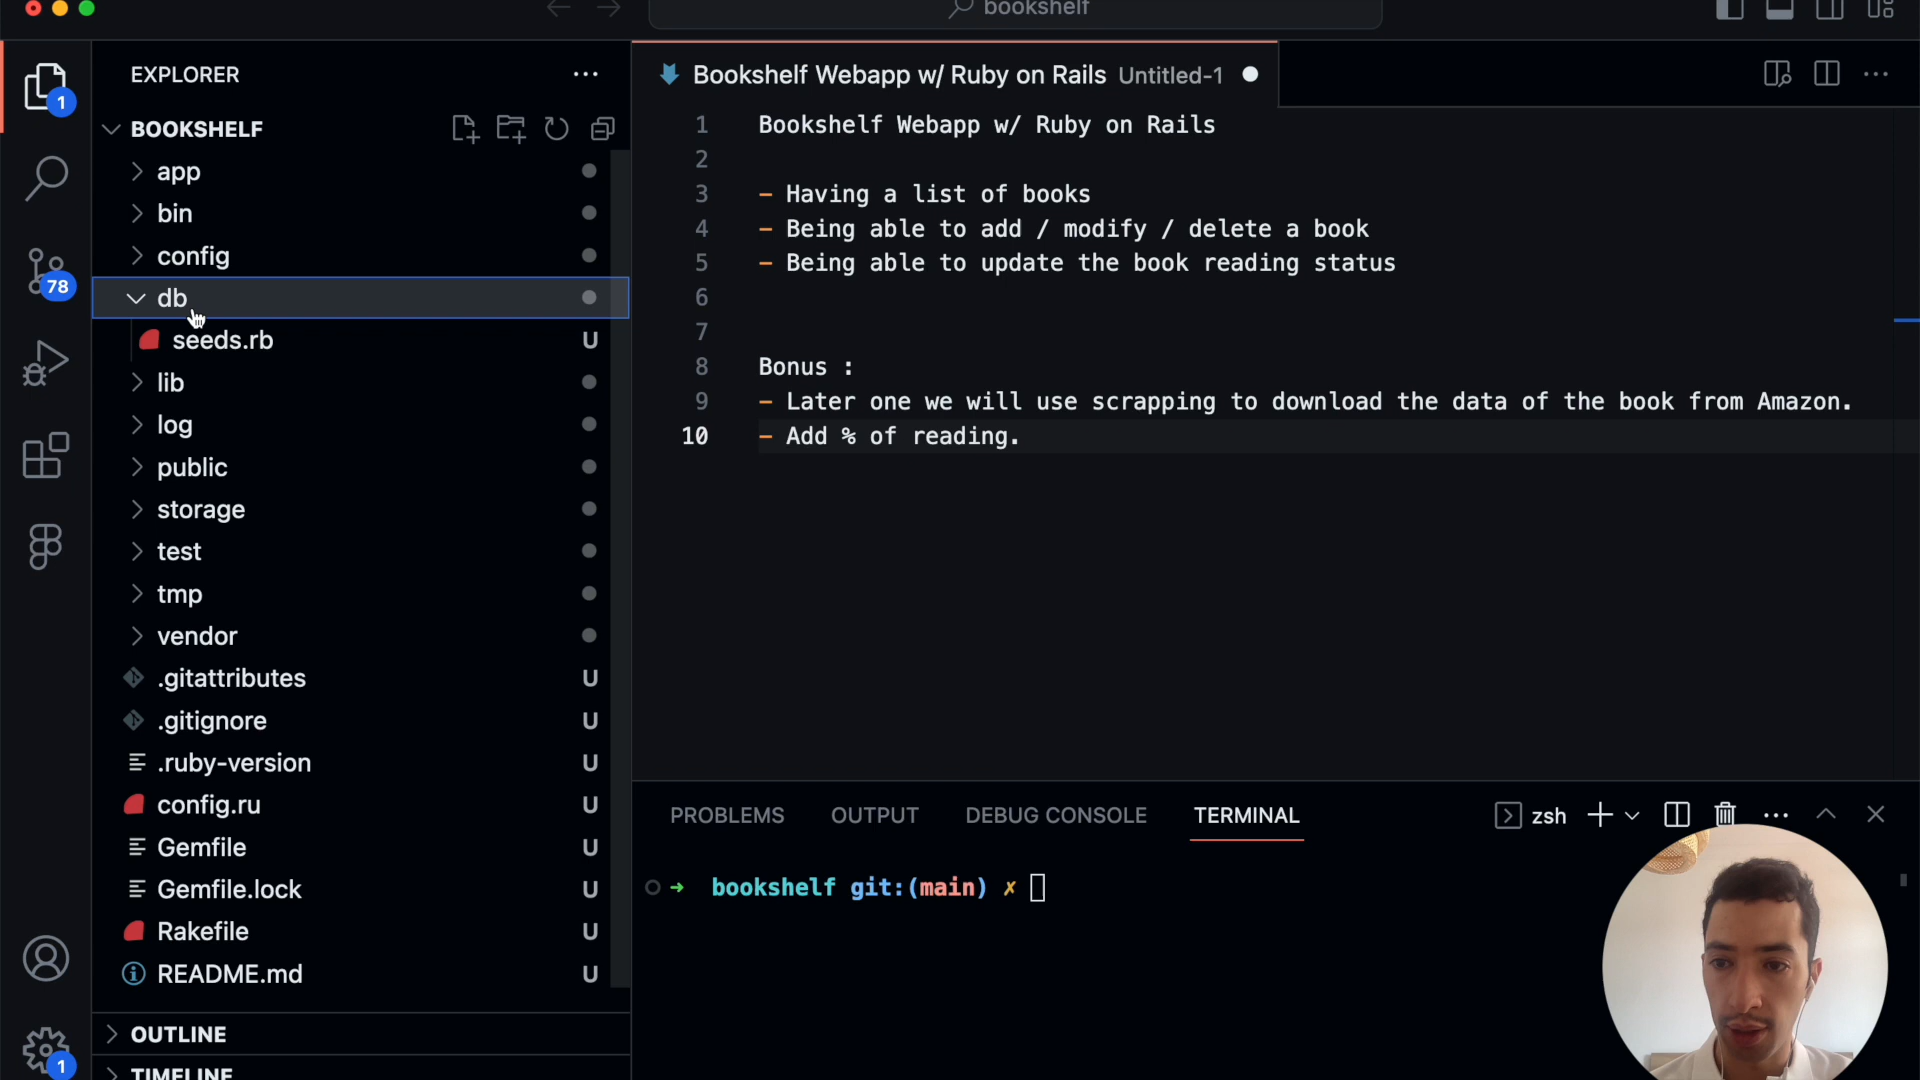 bookshelf
EXPLORER
BOOKSHELF
app
bin
config
db
seeds.rb U
lib
log
public
storage
test
tmp
vendor
.gitattributes U
.gitignore U
.ruby-version U
config.ru U
Gemfile U
Gemfile.lock U
Rakefile U
README.md U
OUTLINE
TIMELINE
1
78
1
Bookshelf Webapp w/ Ruby on Rails Untitled-1
1 Bookshelf Webapp w/ Ruby on Rails
2
3 - Having a list of books
4 - Being able to add / modify / delete a book
5 - Being able to update the book reading status
6
7
8 Bonus :
9 - Later one we will use scrapping to download the data of the book from Amazon.
10 - Add % of reading.
PROBLEMS OUTPUT DEBUG CONSOLE TERMINAL zsh
➜ bookshelf git:(main) ✗